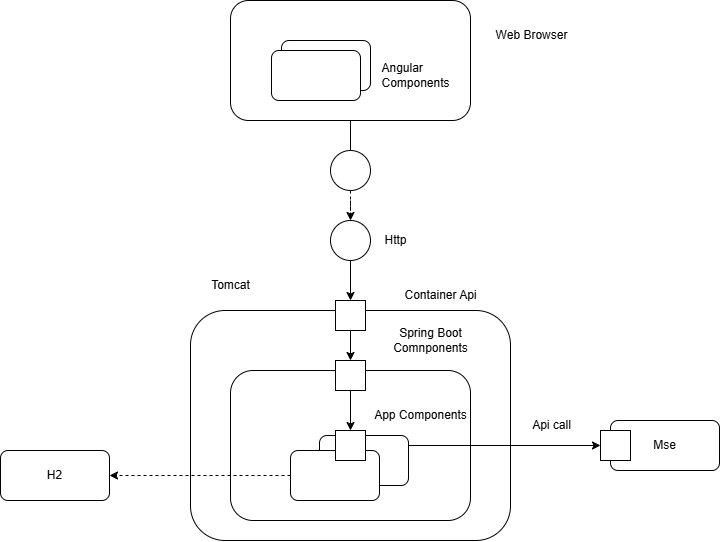 Web Browser
Angular
Components
Http
Tomcat
Container Api
Spring Boot
Comnponents
App Components
Api call
Mse
H2